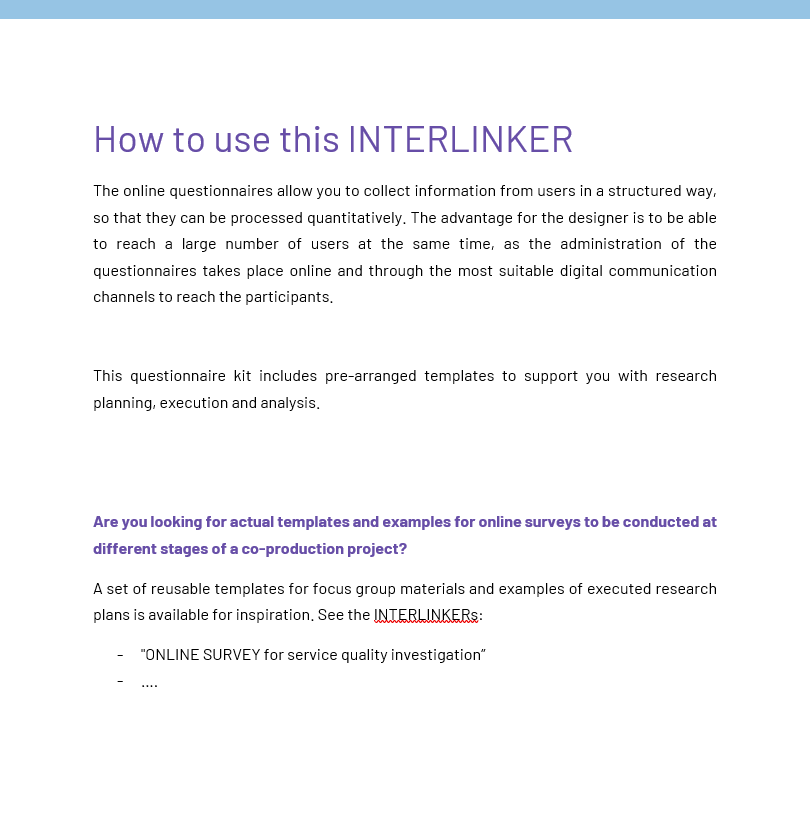 How to use this INTERLINKER
The online questionnaires allow you to collect information from users in a structured way,
so that they can be processed quantitatively. The advantage for the designer is to be able
to reach a large number of users at the same time, as the administration of the
questionnaires takes place online and through the most suitable digital communication
channels to reach the participants.
This questionnaire kit includes pre-arranged templates to support you with research
planning, execution and analysis.
Are you looking for actual templates and examples for online surveys to be conducted at
different stages of a co-production project?
A set of reusable templates for focus group materials and examples of executed research
plans is available for inspiration. See the INTERLINKERs:
- "ONLINE SURVEY for service quality investigation”
- ….